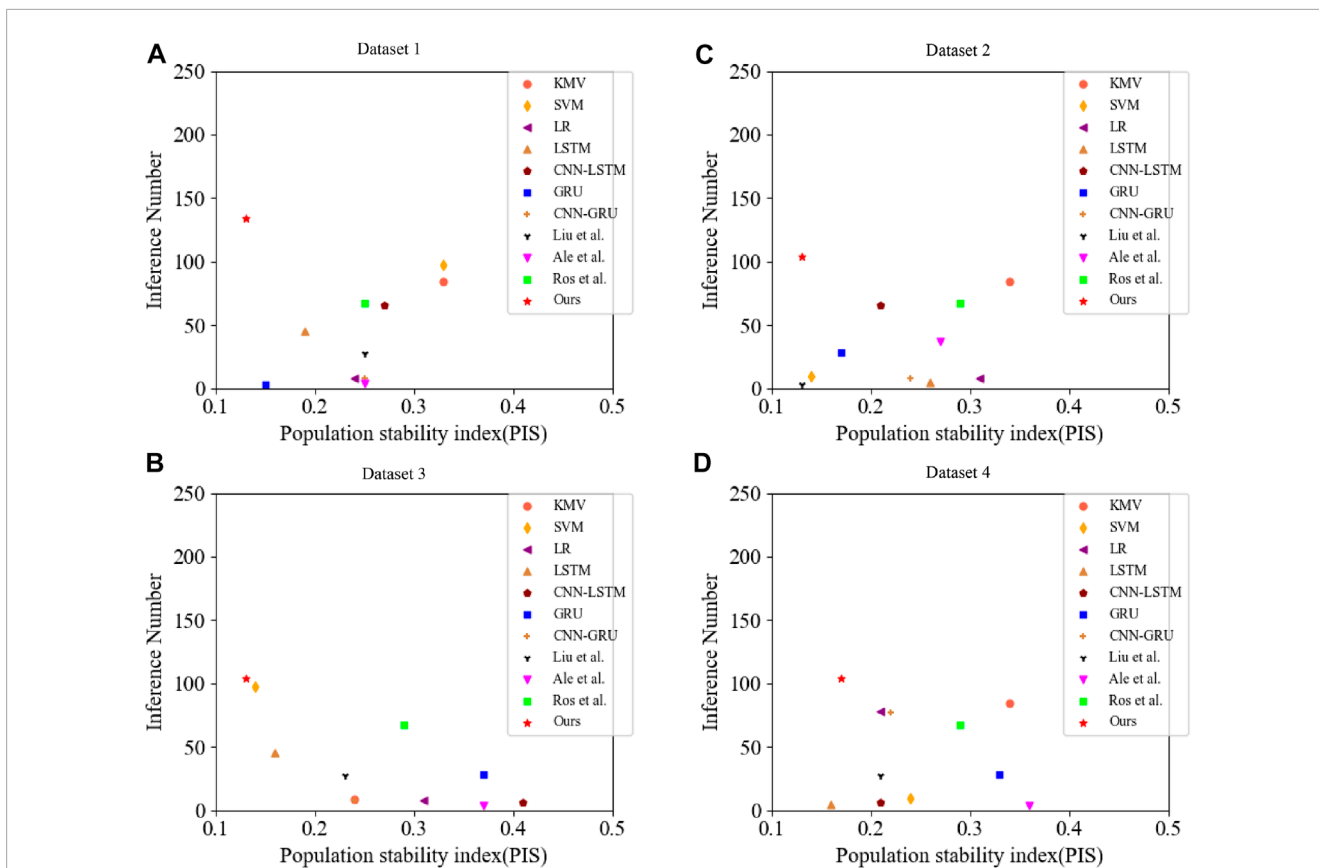 A
Dataset 1
250
200
150
100
50
0
Inference Number
0.1 0.2 0.3 0.4 0.5
Population stability index(PIS)
KMV
SVM
LR
LSTM
CNN-LSTM
GRU
CNN-GRU
Liu et al.
Ale et al.
Ros et al.
Ours
C
Dataset 2
250
200
150
100
50
0
Inference Number
0.1 0.2 0.3 0.4 0.5
Population stability index(PIS)
KMV
SVM
LR
LSTM
CNN-LSTM
GRU
CNN-GRU
Liu et al.
Ale et al.
Ros et al.
Ours
B
Dataset 3
250
200
150
100
50
0
Inference Number
0.1 0.2 0.3 0.4 0.5
Population stability index(PIS)
KMV
SVM
LR
LSTM
CNN-LSTM
GRU
CNN-GRU
Liu et al.
Ale et al.
Ros et al.
Ours
D
Dataset 4
250
200
150
100
50
0
Inference Number
0.1 0.2 0.3 0.4 0.5
Population stability index(PIS)
KMV
SVM
LR
LSTM
CNN-LSTM
GRU
CNN-GRU
Liu et al.
Ale et al.
Ros et al.
Ours